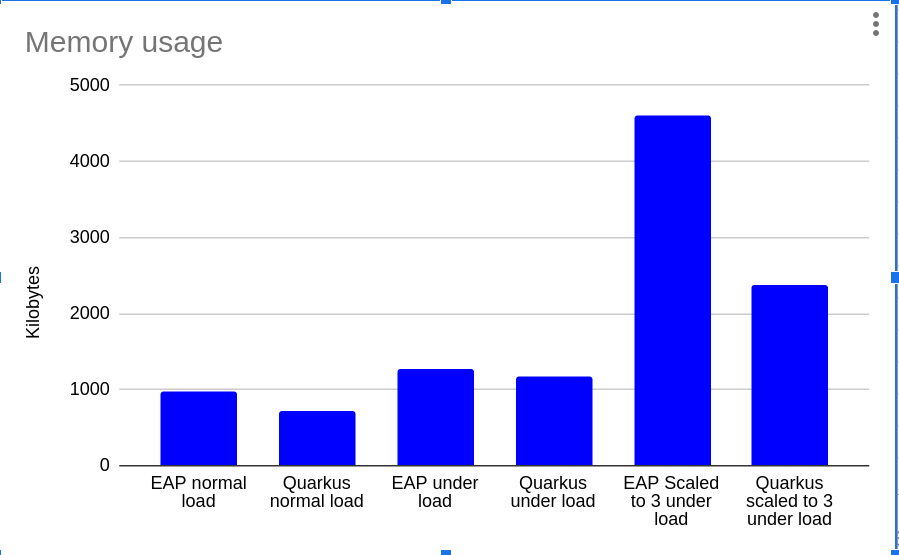 Memory usage
5000
4000
3000
2000
1000
0
Kilobytes
EAP normal
load
Quarkus
normal load
EAP under
load
Quarkus
under load
EAP Scaled
to 3 under
load
Quarkus
scaled to 3
under load